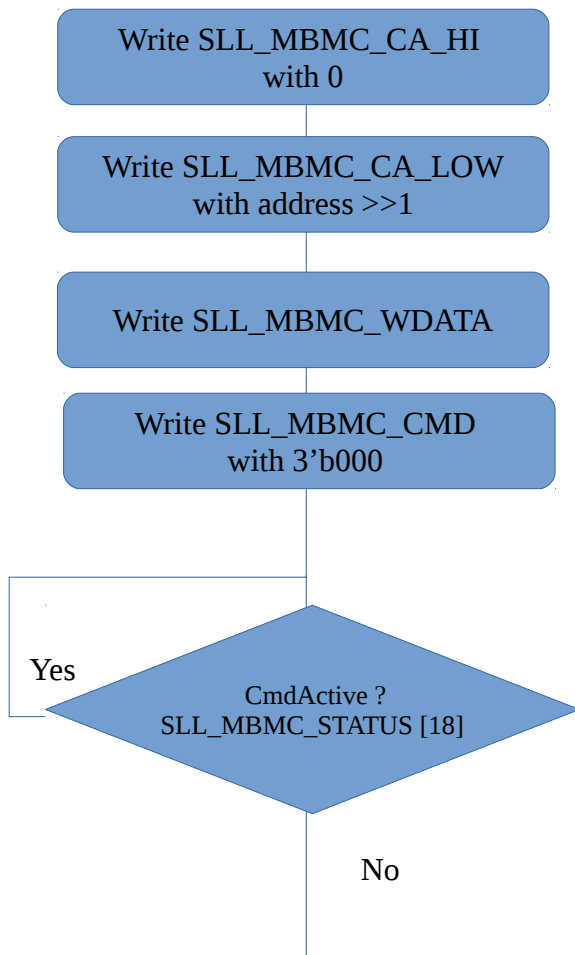 Write SLL_MBMC_CA_HI
with 0
Write SLL_MBMC_CA_LOW
with address >>1
Write SLL_MBMC_WDATA
Write SLL_MBMC_CMD
with 3’b000
Yes
CmdActive ?
SLL_MBMC_STATUS [18]
No